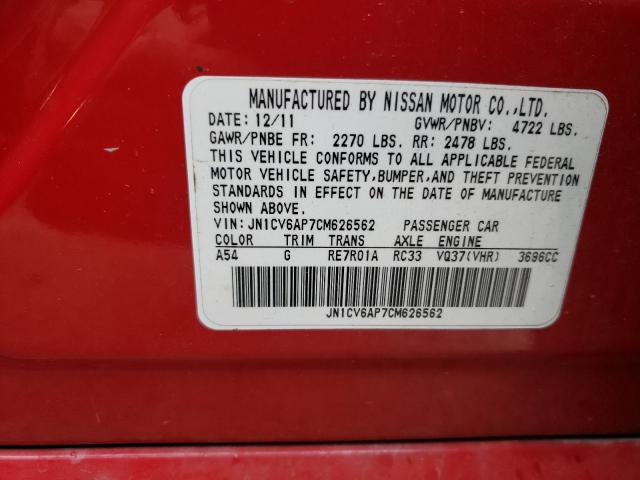 MANUFACTURED BY NISSAN MOTOR CO.,LTD.
DATE: 12/11 GVWR/PNBV: 4722 LBS.
GAWR/PNBE FR: 2270 LBS. RR: 2478 LBS.
THIS VEHICLE CONFORMS TO ALL APPLICABLE FEDERAL
MOTOR VEHICLE SAFETY,BUMPER,AND THEFT PREVENTION
STANDARDS IN EFFECT ON THE DATE OF MANUFACTURE
SHOWN ABOVE.
VIN:JN1CV6AP7CM626562 PASSENGER CAR
COLOR TRIM TRANS AXLE ENGINE
A54 G RE7R01A RC33 VQ37(VHR) 3696CC
JN1CV6AP7CM626562